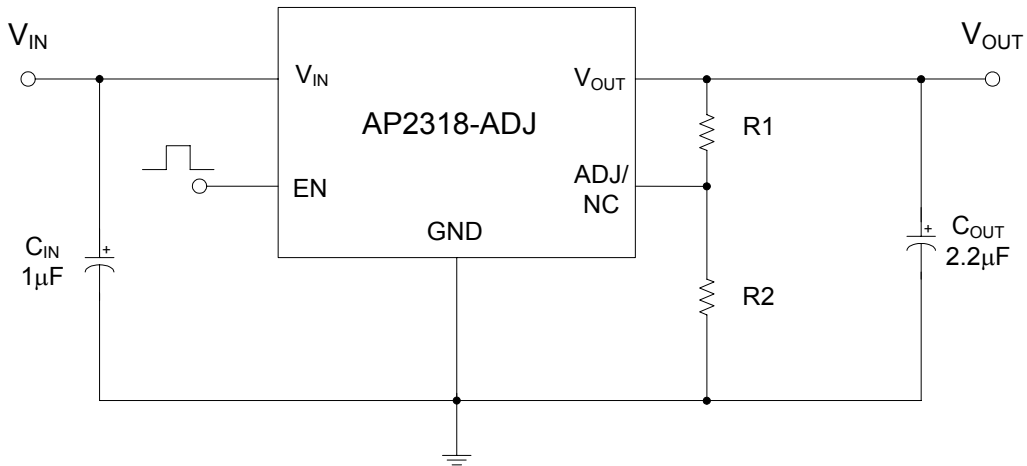 VIN
VOUT
VIN
VOUT
AP2318-ADJ
R1
EN
ADJ/
NC
GND
CIN
1μF
+
COUT
2.2μF
+
R2